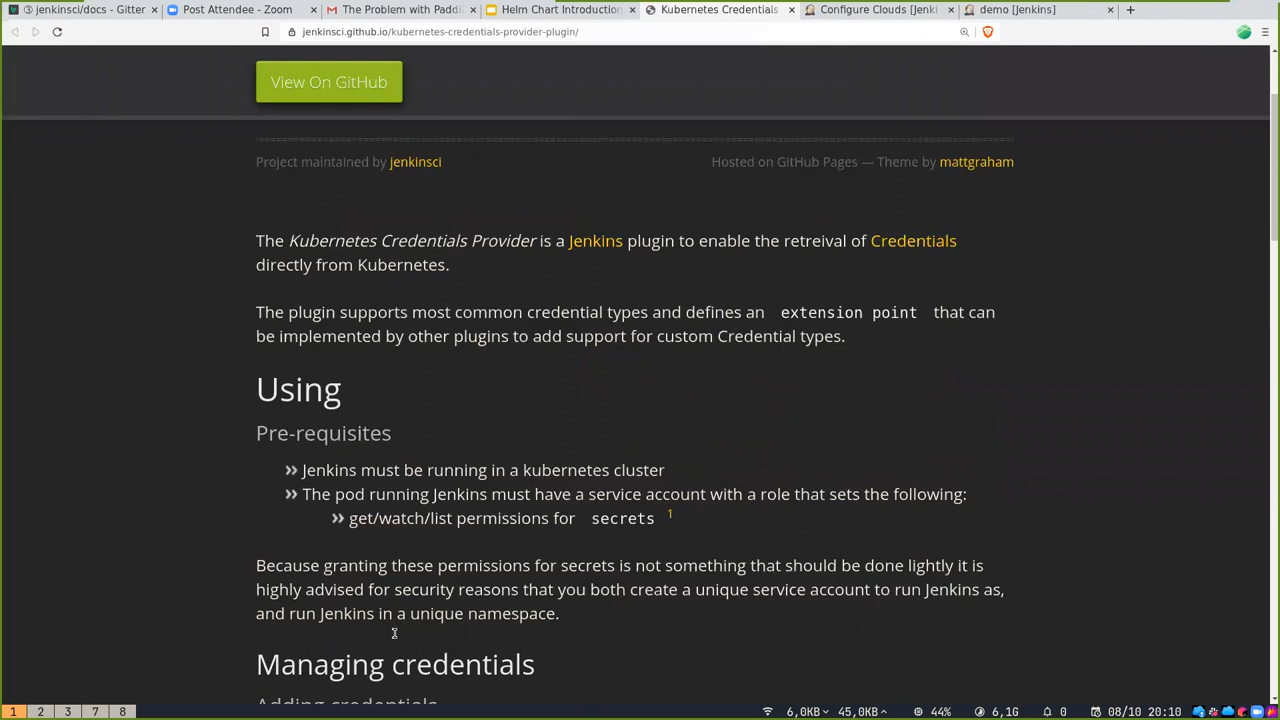 ③ jenkinsci/docs - Gitter
Post Attendee - Zoom
The Problem with Paddi
Helm Chart Introduction
Kubernetes Credentials
Configure Clouds [Jenki
demo [Jenkins]
jenkinsci.github.io/kubernetes-credentials-provider-plugin/
View On GitHub
Project maintained by jenkinsci
Hosted on GitHub Pages — Theme by mattgraham
The Kubernetes Credentials Provider is a Jenkins plugin to enable the retreival of Credentials
directly from Kubernetes.
The plugin supports most common credential types and defines an extension point that can
be implemented by other plugins to add support for custom Credential types.
Using
Pre-requisites
» Jenkins must be running in a kubernetes cluster
» The pod running Jenkins must have a service account with a role that sets the following:
» get/watch/list permissions for secrets 1
Because granting these permissions for secrets is not something that should be done lightly it is
highly advised for security reasons that you both create a unique service account to run Jenkins as,
and run Jenkins in a unique namespace.
Managing credentials
Adding credentials
1 2 3 7 8
6,0KB 45,0KB 44% 6,1G 0 08/10 20:10